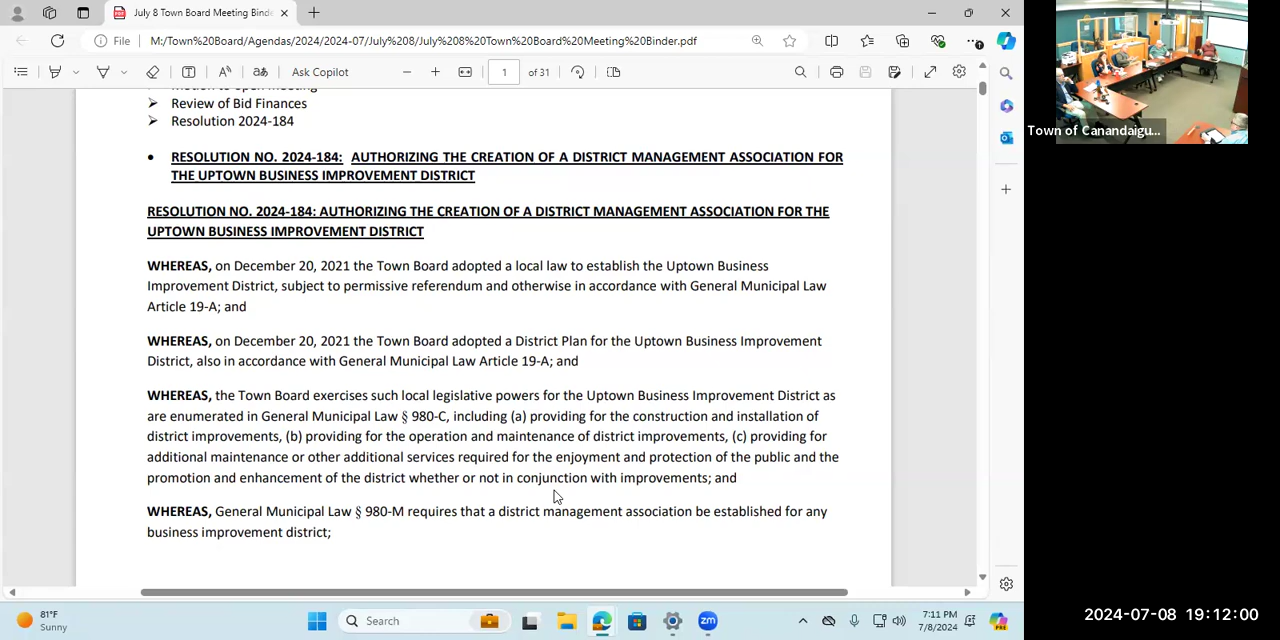 July 8 Town Board Meeting Binde
File
M:/Town%20Board/Agendas/2024/2024-07/July%208/July%208%20Town%20Board%20Meeting%20Binder.pdf
Ask Copilot
1 of 31
Review of Bid Finances
Resolution 2024-184
RESOLUTION NO. 2024-184: AUTHORIZING THE CREATION OF A DISTRICT MANAGEMENT ASSOCIATION FOR
THE UPTOWN BUSINESS IMPROVEMENT DISTRICT
RESOLUTION NO. 2024-184: AUTHORIZING THE CREATION OF A DISTRICT MANAGEMENT ASSOCIATION FOR THE
UPTOWN BUSINESS IMPROVEMENT DISTRICT
WHEREAS, on December 20, 2021 the Town Board adopted a local law to establish the Uptown Business
Improvement District, subject to permissive referendum and otherwise in accordance with General Municipal Law
Article 19-A; and
WHEREAS, on December 20, 2021 the Town Board adopted a District Plan for the Uptown Business Improvement
District, also in accordance with General Municipal Law Article 19-A; and
WHEREAS, the Town Board exercises such local legislative powers for the Uptown Business Improvement District as
are enumerated in General Municipal Law § 980-C, including (a) providing for the construction and installation of
district improvements, (b) providing for the operation and maintenance of district improvements, (c) providing for
additional maintenance or other additional services required for the enjoyment and protection of the public and the
promotion and enhancement of the district whether or not in conjunction with improvements; and
WHEREAS, General Municipal Law § 980-M requires that a district management association be established for any
business improvement district;
Town of Canandaigu...
81°F
Sunny
Search
zm
7:11 PM
7/8/2024
PRE
2024-07-08 19:12:00